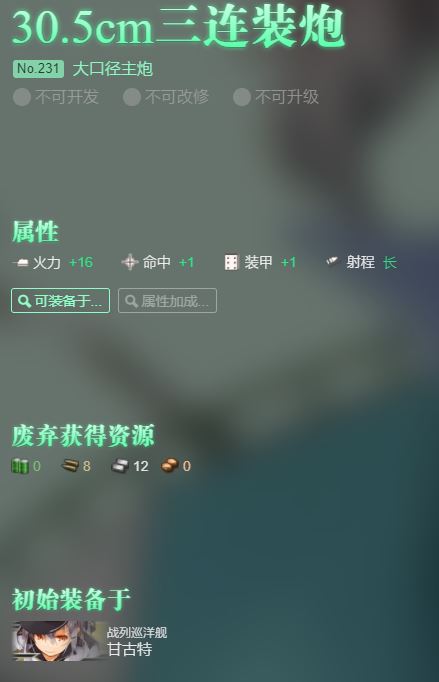 30.5cm三连装炮
No.231 大口径主炮
不可开发 不可改修 不可升级
属性
火力 +16 命中 +1 装甲 +1 射程 长
可装备于... 属性加成...
废弃获得资源
0 8 12 0
初始装备于
战列巡洋舰
甘古特